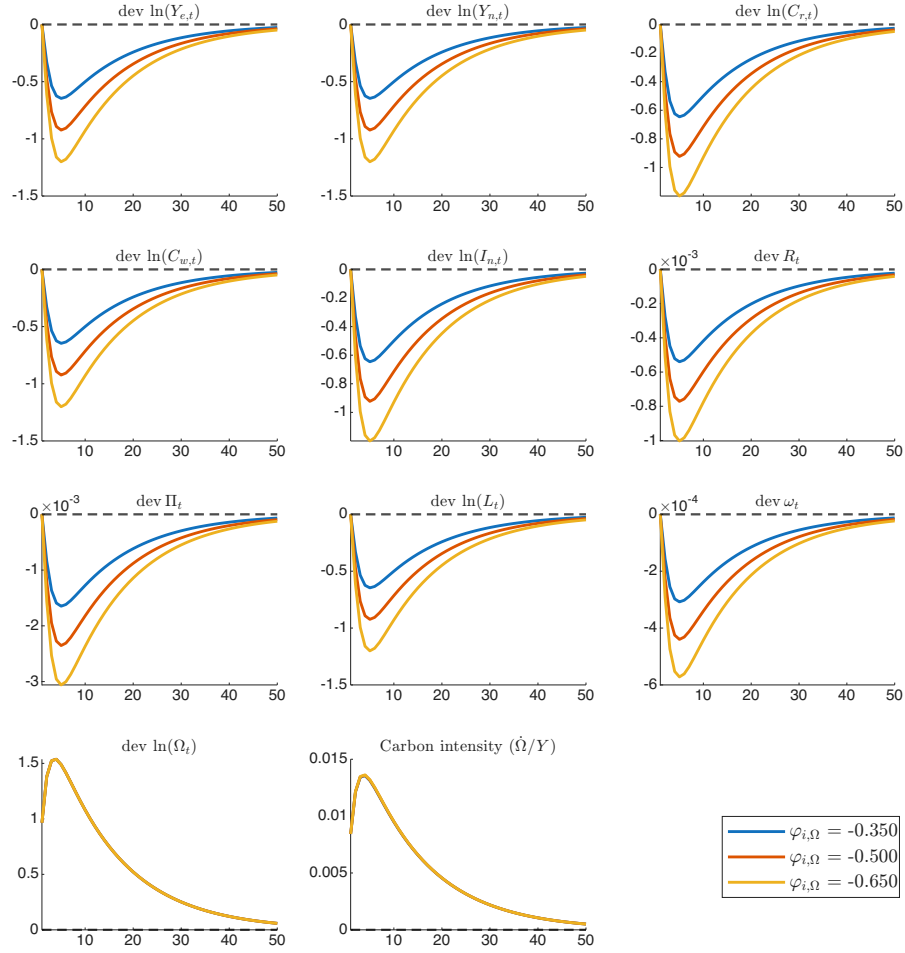 dev ln(Y_{e,t}) dev ln(Y_{n,t}) dev ln(C_{r,t})
0 0 0
-0.2
-0.5 -0.5 -0.4
-0.6
-1 -1 -0.8
-1
-1.5 -1.5
10 20 30 40 50 10 20 30 40 50 10 20 30 40 50
dev ln(C_{w,t}) dev ln(I_{n,t}) dev R_t
×10^{-3}
0 0 0
-0.2 -0.2
-0.5 -0.4 -0.4
-0.6
-1 -0.8 -0.6
-1 -0.8
-1.5 -1
10 20 30 40 50 10 20 30 40 50 10 20 30 40 50
dev Π_t dev ln(L_t) dev ω_t
×10^{-3} ×10^{-4}
0 0 0
-1 -0.5 -2
-2 -1 -4
-3 -1.5 -6
10 20 30 40 50 10 20 30 40 50 10 20 30 40 50
dev ln(Ω_t) Carbon intensity (Ω̇/Y)
1.5 0.015
1 0.01
0.5 0.005
0 0
10 20 30 40 50 10 20 30 40 50
φ_{i,Ω} = -0.350
φ_{i,Ω} = -0.500
φ_{i,Ω} = -0.650